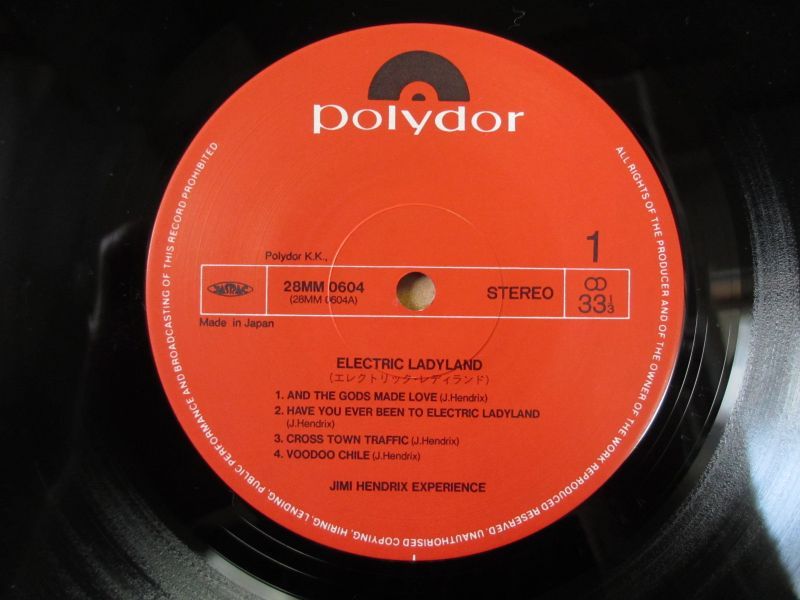 polydor
1
Polydor K.K.,
JASRAC
28MM 0604
(28MM 0604A)
STEREO
33 1/3
Made in Japan
ELECTRIC LADYLAND
(エレクトリック・レディランド)
1. AND THE GODS MADE LOVE (J.Hendrix)
2. HAVE YOU EVER BEEN TO ELECTRIC LADYLAND
(J.Hendrix)
3. CROSS TOWN TRAFFIC (J.Hendrix)
4. VOODOO CHILE (J.Hendrix)
JIMI HENDRIX EXPERIENCE
ALL RIGHTS OF THE PRODUCER AND OF THE OWNER OF THE WORK REPRODUCED RESERVED. UNAUTHORISED COPYING, HIRING, LENDING, PUBLIC PERFORMANCE AND BROADCASTING OF THIS RECORD PROHIBITED